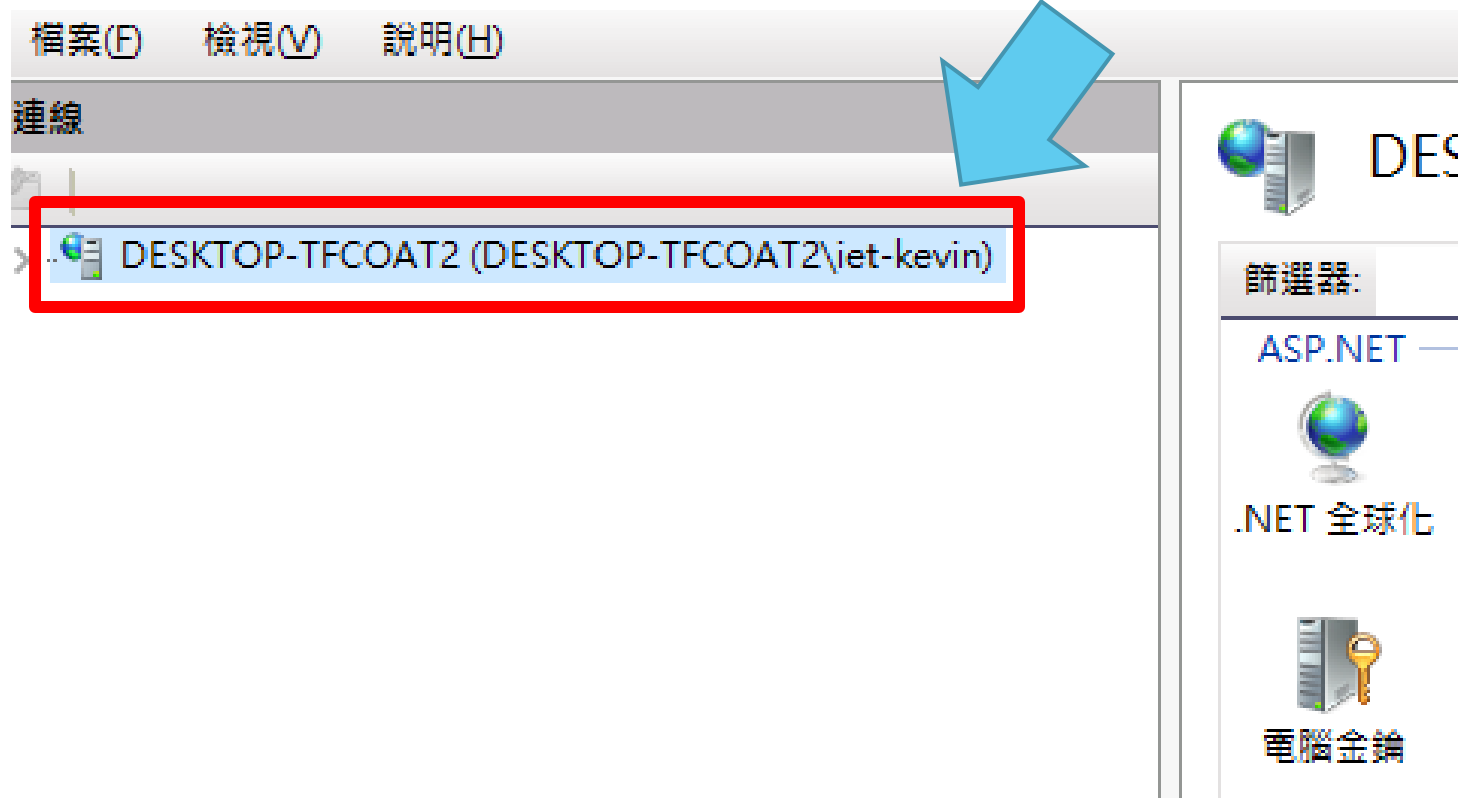 檔案(F) 檢視(V) 說明(H)
連線
DESKTOP-TFCOAT2 (DESKTOP-TFCOAT2\iet-kevin)
DES
篩選器:
ASP.NET
.NET 全球化
電腦金鑰